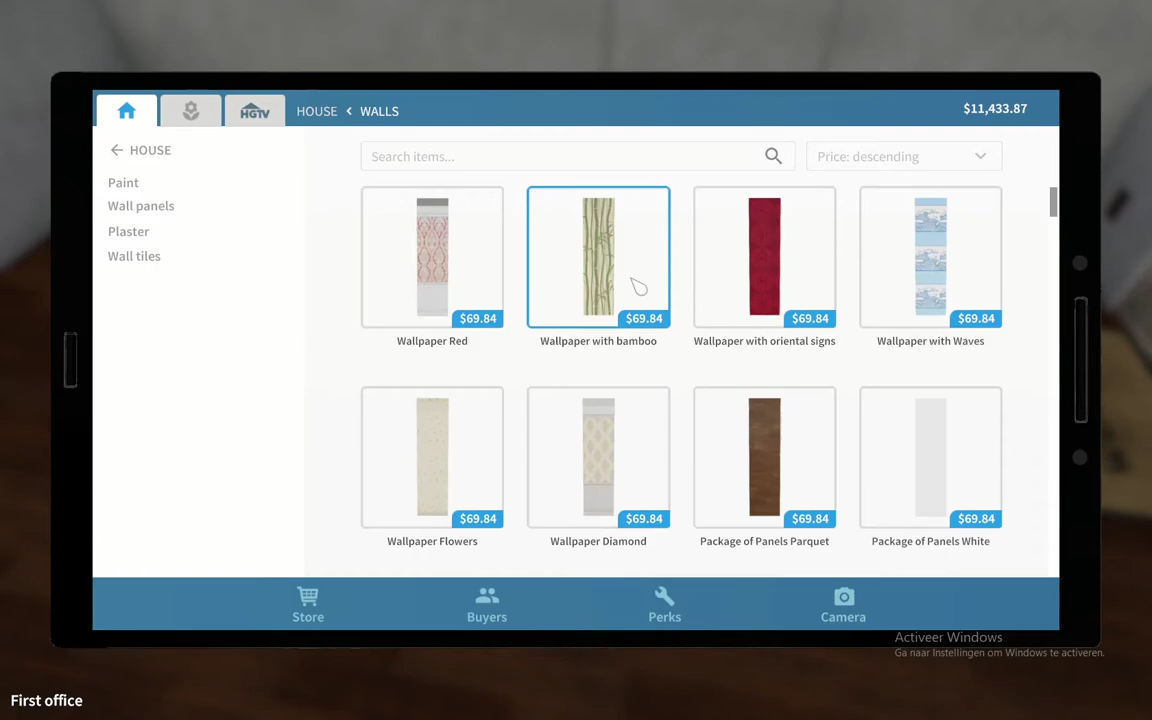 HGTV
HOUSE < WALLS
$11,433.87
HOUSE
Search items...
Price: descending
Paint
Wall panels
Plaster
Wall tiles
$69.84
$69.84
$69.84
$69.84
Wallpaper Red
Wallpaper with bamboo
Wallpaper with oriental signs
Wallpaper with Waves
$69.84
$69.84
$69.84
$69.84
Wallpaper Flowers
Wallpaper Diamond
Package of Panels Parquet
Package of Panels White
Store
Buyers
Perks
Camera
Activeer Windows
Ga naar Instellingen om Windows te activeren.
First office